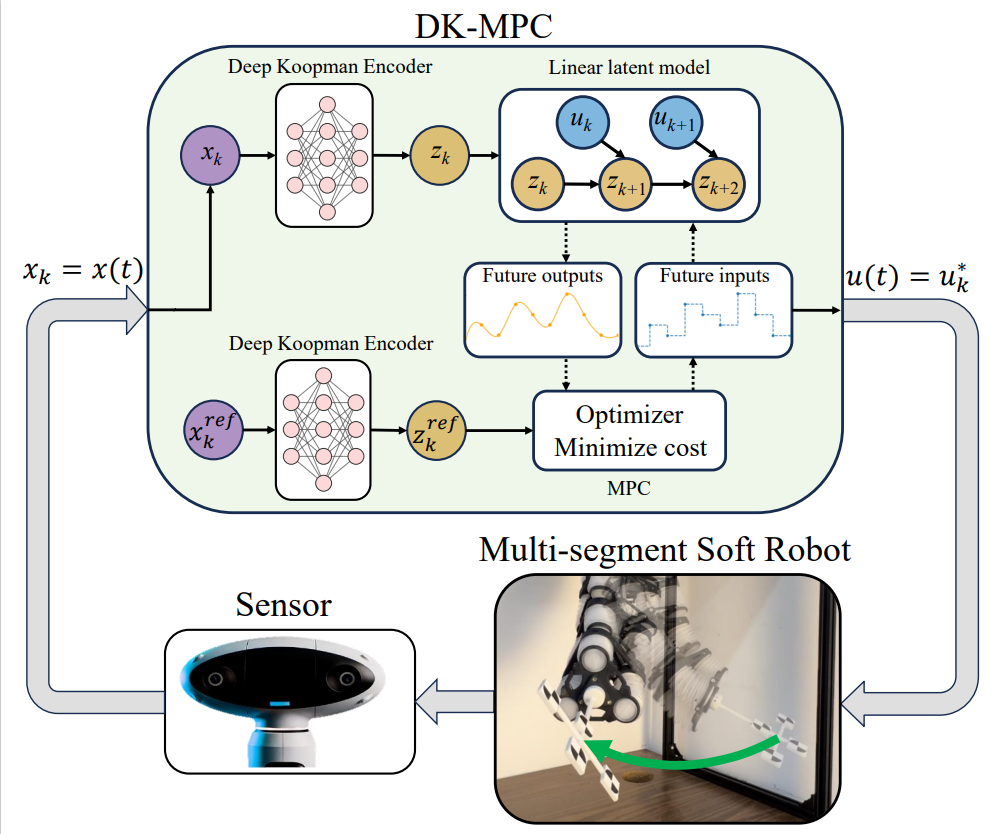 DK-MPC
Deep Koopman Encoder
Linear latent model
x_k
z_k
u_k
u_{k+1}
z_k
z_{k+1}
z_{k+2}
x_k = x(t)
u(t) = u_k^*
Future outputs
Future inputs
Deep Koopman Encoder
x_k^{ref}
z_k^{ref}
Optimizer
Minimize cost
MPC
Multi-segment Soft Robot
Sensor